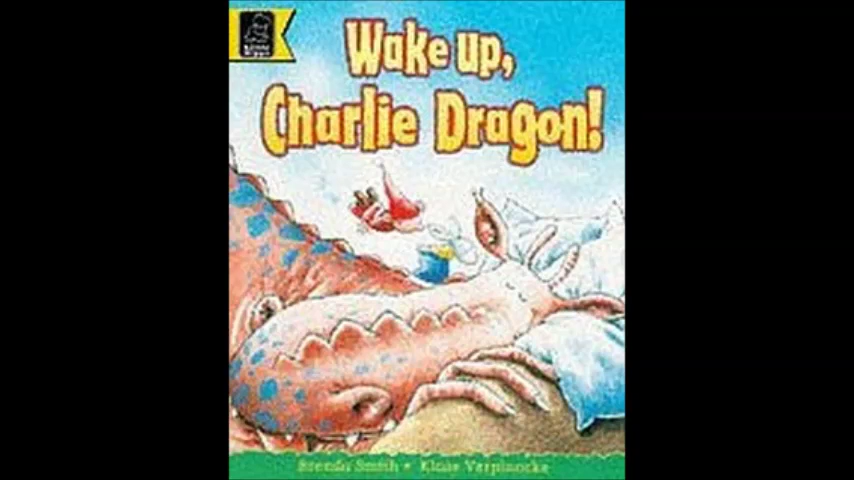 Wake up,
Charlie Dragon!
Brenda Smith • Klaas Verplancke